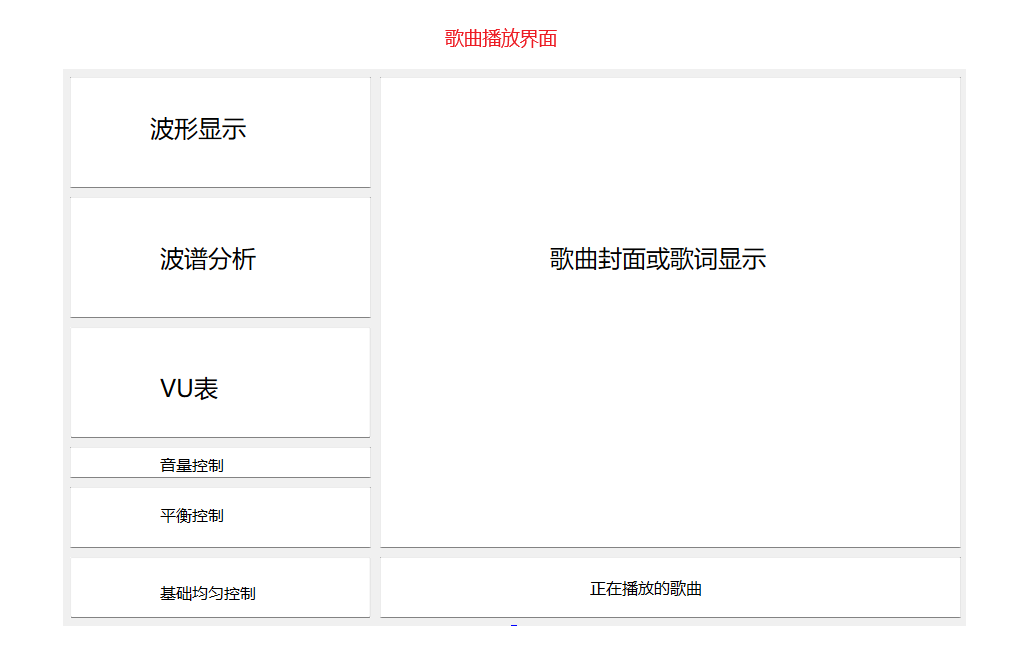 歌曲播放界面
波形显示
波谱分析
VU表
音量控制
平衡控制
基础均匀控制
歌曲封面或歌词显示
正在播放的歌曲